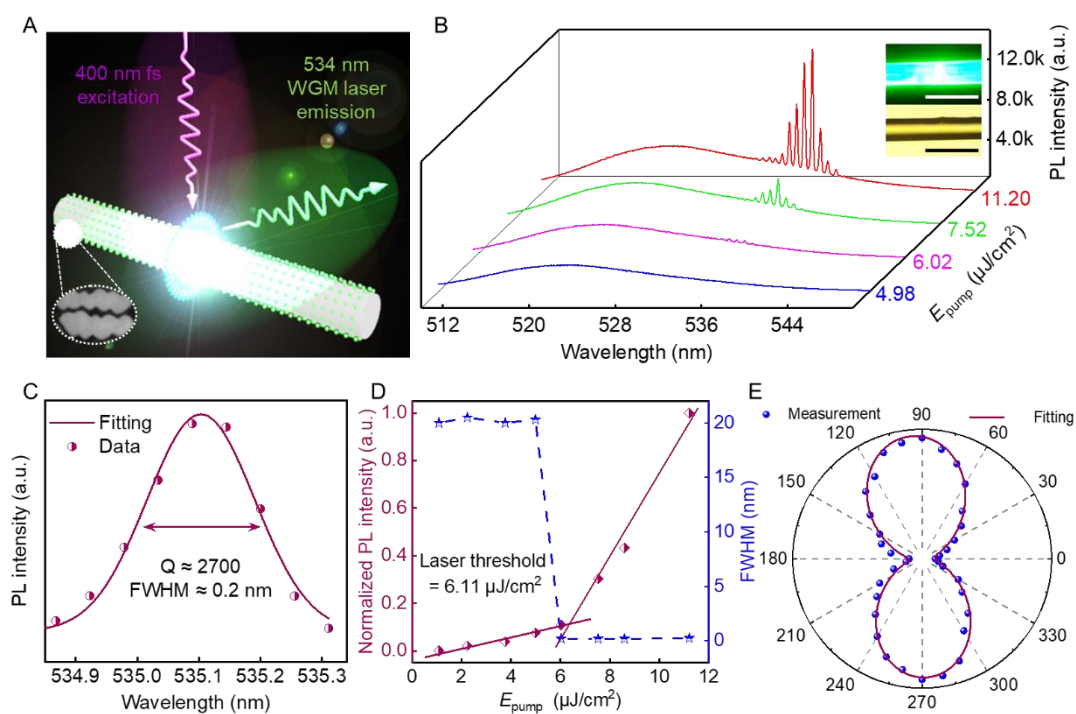 A
400 nm fs
excitation
534 nm
WGM laser
emission
B
12.0k
8.0k
4.0k
PL intensity (a.u.)
11.20
7.52
6.02
4.98
E_pump (μJ/cm²)
512
520
528
536
544
Wavelength (nm)
C
Fitting
Data
Q ≈ 2700
FWHM ≈ 0.2 nm
PL intensity (a.u.)
534.9
535.0
535.1
535.2
535.3
Wavelength (nm)
D
1.0
0.8
0.6
0.4
0.2
0.0
Normalized PL intensity (a.u.)
Laser threshold
= 6.11 μJ/cm²
20
15
10
5
0
FWHM (nm)
0
2
4
6
8
10
12
E_pump (μJ/cm²)
E
Measurement
Fitting
90
120
60
150
30
180
0
210
330
240
300
270